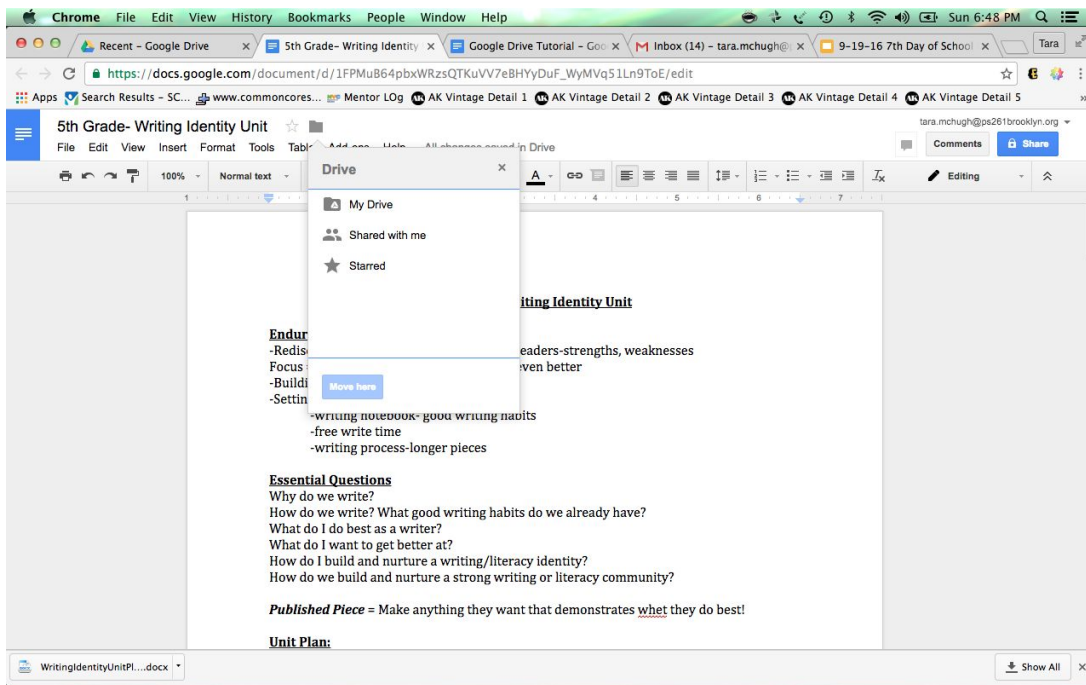 Chrome File Edit View History Bookmarks People Window Help Sun 6:48 PM
Recent - Google Drive × 5th Grade- Writing Identity × Google Drive Tutorial - Goo × Inbox (14) - tara.mchugh@ × 9-19-16 7th Day of School × Tara
https://docs.google.com/document/d/1FPMuB64pbxWRzsQTKuVV7eBHYyDuF_WyMVq51Ln9ToE/edit
Apps Search Results - SC... www.commoncores... Mentor LOg AK Vintage Detail 1 AK Vintage Detail 2 AK Vintage Detail 3 AK Vintage Detail 4 AK Vintage Detail 5 »
5th Grade- Writing Identity Unit tara.mchugh@ps261brooklyn.org
File Edit View Insert Format Tools Table Add-ons Help All changes saved in Drive Comments Share
100% Normal text A Editing
Drive ×
My Drive
Shared with me
Starred
Move here
1 4 5 6 7
iting Identity Unit
Endur
-Redis eaders-strengths, weaknesses
Focus even better
-Buildi
-Settin
-writing notebook- good writing habits
-free write time
-writing process-longer pieces
Essential Questions
Why do we write?
How do we write? What good writing habits do we already have?
What do I do best as a writer?
What do I want to get better at?
How do I build and nurture a writing/literacy identity?
How do we build and nurture a strong writing or literacy community?
Published Piece = Make anything they want that demonstrates whet they do best!
Unit Plan:
WritingIdentityUnitPl....docx Show All ×